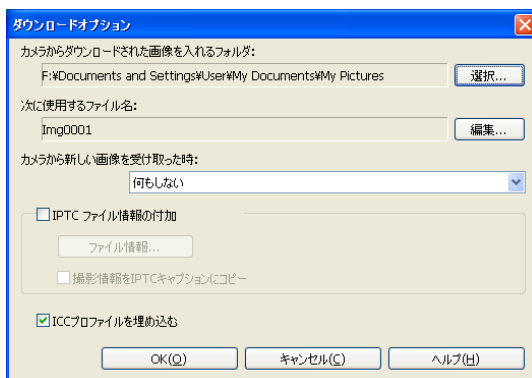 ダウンロードオプション
カメラからダウンロードされた画像を入れるフォルダ:
F:¥Documents and Settings¥User¥My Documents¥My Pictures
選択...
次に使用するファイル名:
Img0001
編集...
カメラから新しい画像を受け取った時:
何もしない
IPTC ファイル情報の付加
ファイル情報...
撮影情報をIPTCキャプションにコピー
ICCプロファイルを埋め込む
OK(O)
キャンセル(C)
ヘルプ(H)